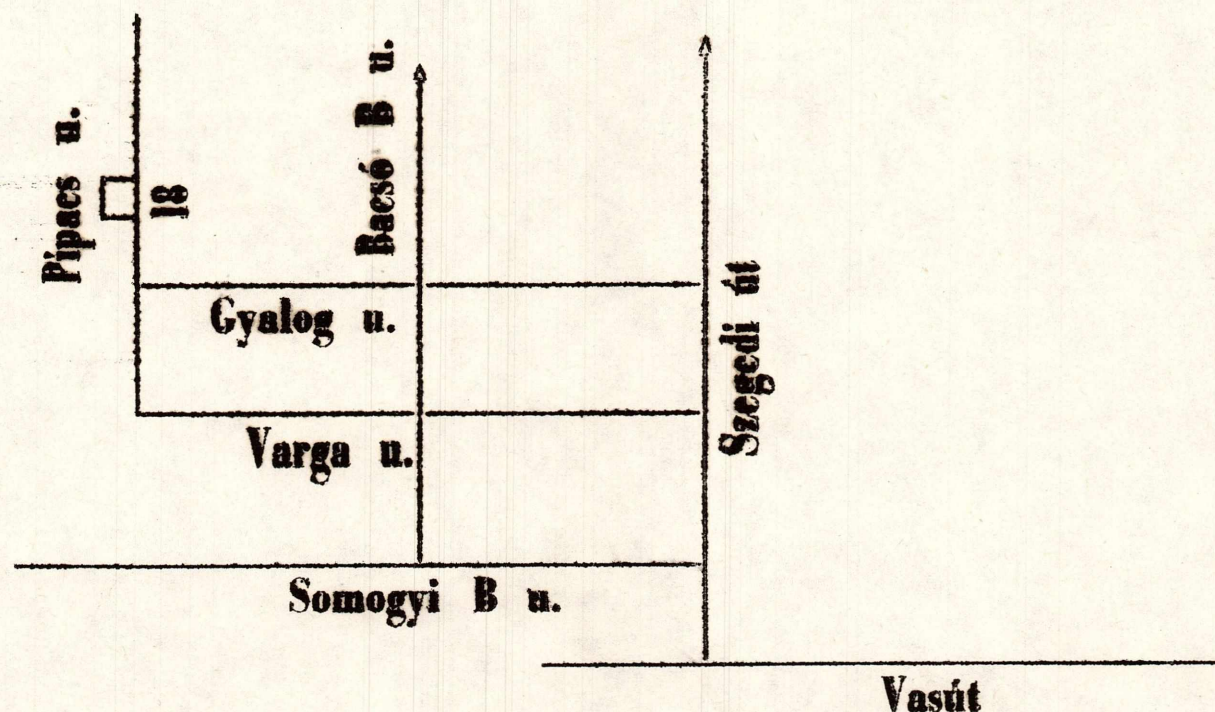 Pipacs u.
18
Bacsó B u.
Gyalog u.
Szegedi út
Varga u.
Somogyi B u.
Vasút